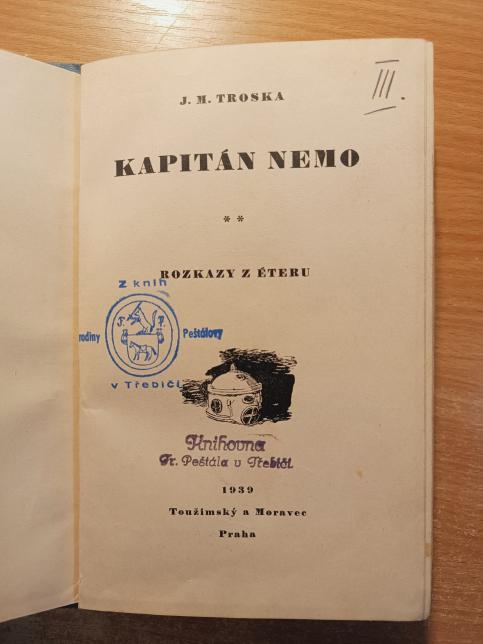 III.
J. M. TROSKA
KAPITÁN NEMO
**
ROZKAZY Z ÉTERU
Z knih
rodiny Peštálovy
v Třebíči
Knihovna
Fr. Peštála v Třebíči
1939
Toužimský a Moravec
Praha